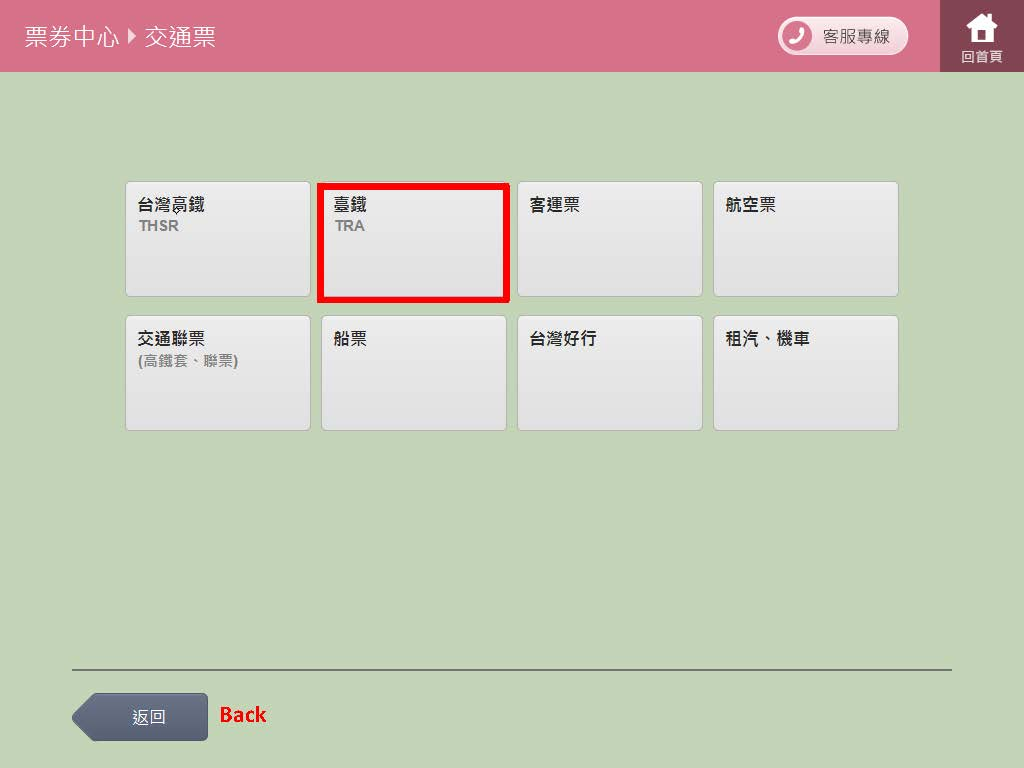 票券中心 交通票
客服專線
回首頁
台灣高鐵
THSR
臺鐵
TRA
客運票
航空票
交通聯票
(高鐵套、聯票)
船票
台灣好行
租汽、機車
返回
Back